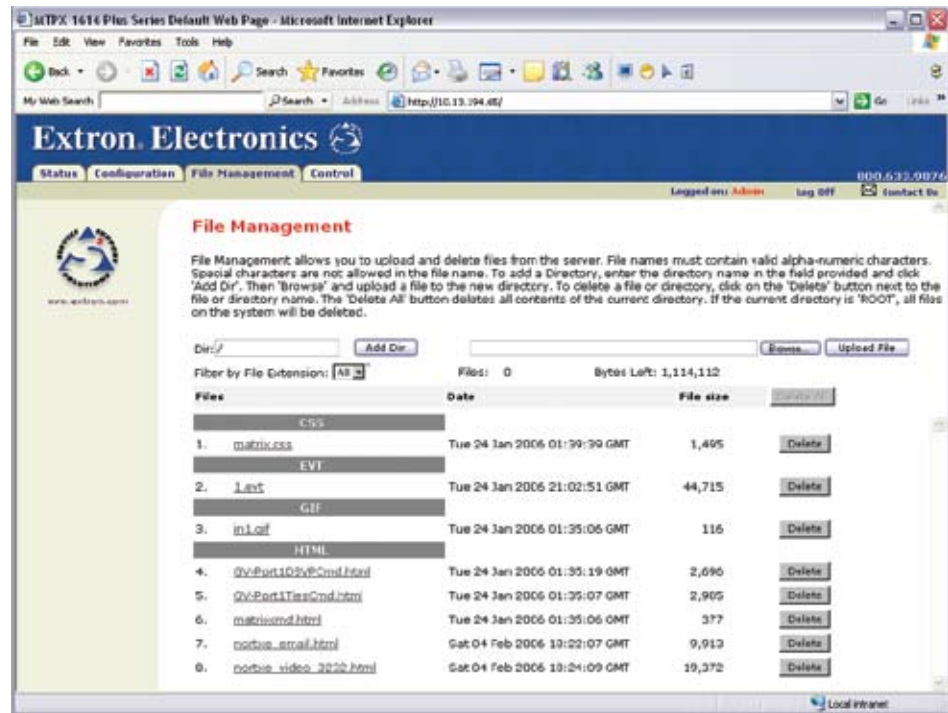 MTPX 1616 Plus Series Default Web Page - Microsoft Internet Explorer
File Edit View Favorites Tools Help
Back Search Favorites
My Web Search Search Address http://10.13.194.65/ Go Links »
Extron Electronics
Status Configuration File Management Control
800.633.9876
Logged on: Admin Log Off Contact Us
www.extron.com
File Management
File Management allows you to upload and delete files from the server. File names must contain valid alpha-numeric characters.
Special characters are not allowed in the file name. To add a Directory, enter the directory name in the field provided and click
'Add Dir'. Then 'Browse' and upload a file to the new directory. To delete a file or directory, click on the 'Delete' button next to the
file or directory name. The 'Delete All' button deletes all contents of the current directory. If the current directory is 'ROOT', all files
on the system will be deleted.
Dir:/ Add Dir Browse... Upload File
Filter by File Extension: All Files: 0 Bytes Left: 1,114,112
Files Date File size Delete All
CSS
1. matrix.css Tue 24 Jan 2006 01:39:39 GMT 1,495 Delete
EVT
2. 1.evt Tue 24 Jan 2006 21:02:51 GMT 44,715 Delete
GIF
3. in1.gif Tue 24 Jan 2006 01:35:06 GMT 116 Delete
HTML
4. Tue 24 Jan 2006 01:35:19 GMT 2,696 Delete
5. GV-Port1TiesCmd.html Tue 24 Jan 2006 01:35:07 GMT 2,905 Delete
6. matrixcmd.html Tue 24 Jan 2006 01:35:06 GMT 377 Delete
7. nortxe_email.html Sat 04 Feb 2006 10:22:07 GMT 9,913 Delete
8. nortxe_video_3232.html Sat 04 Feb 2006 10:24:09 GMT 19,372 Delete
Local intranet